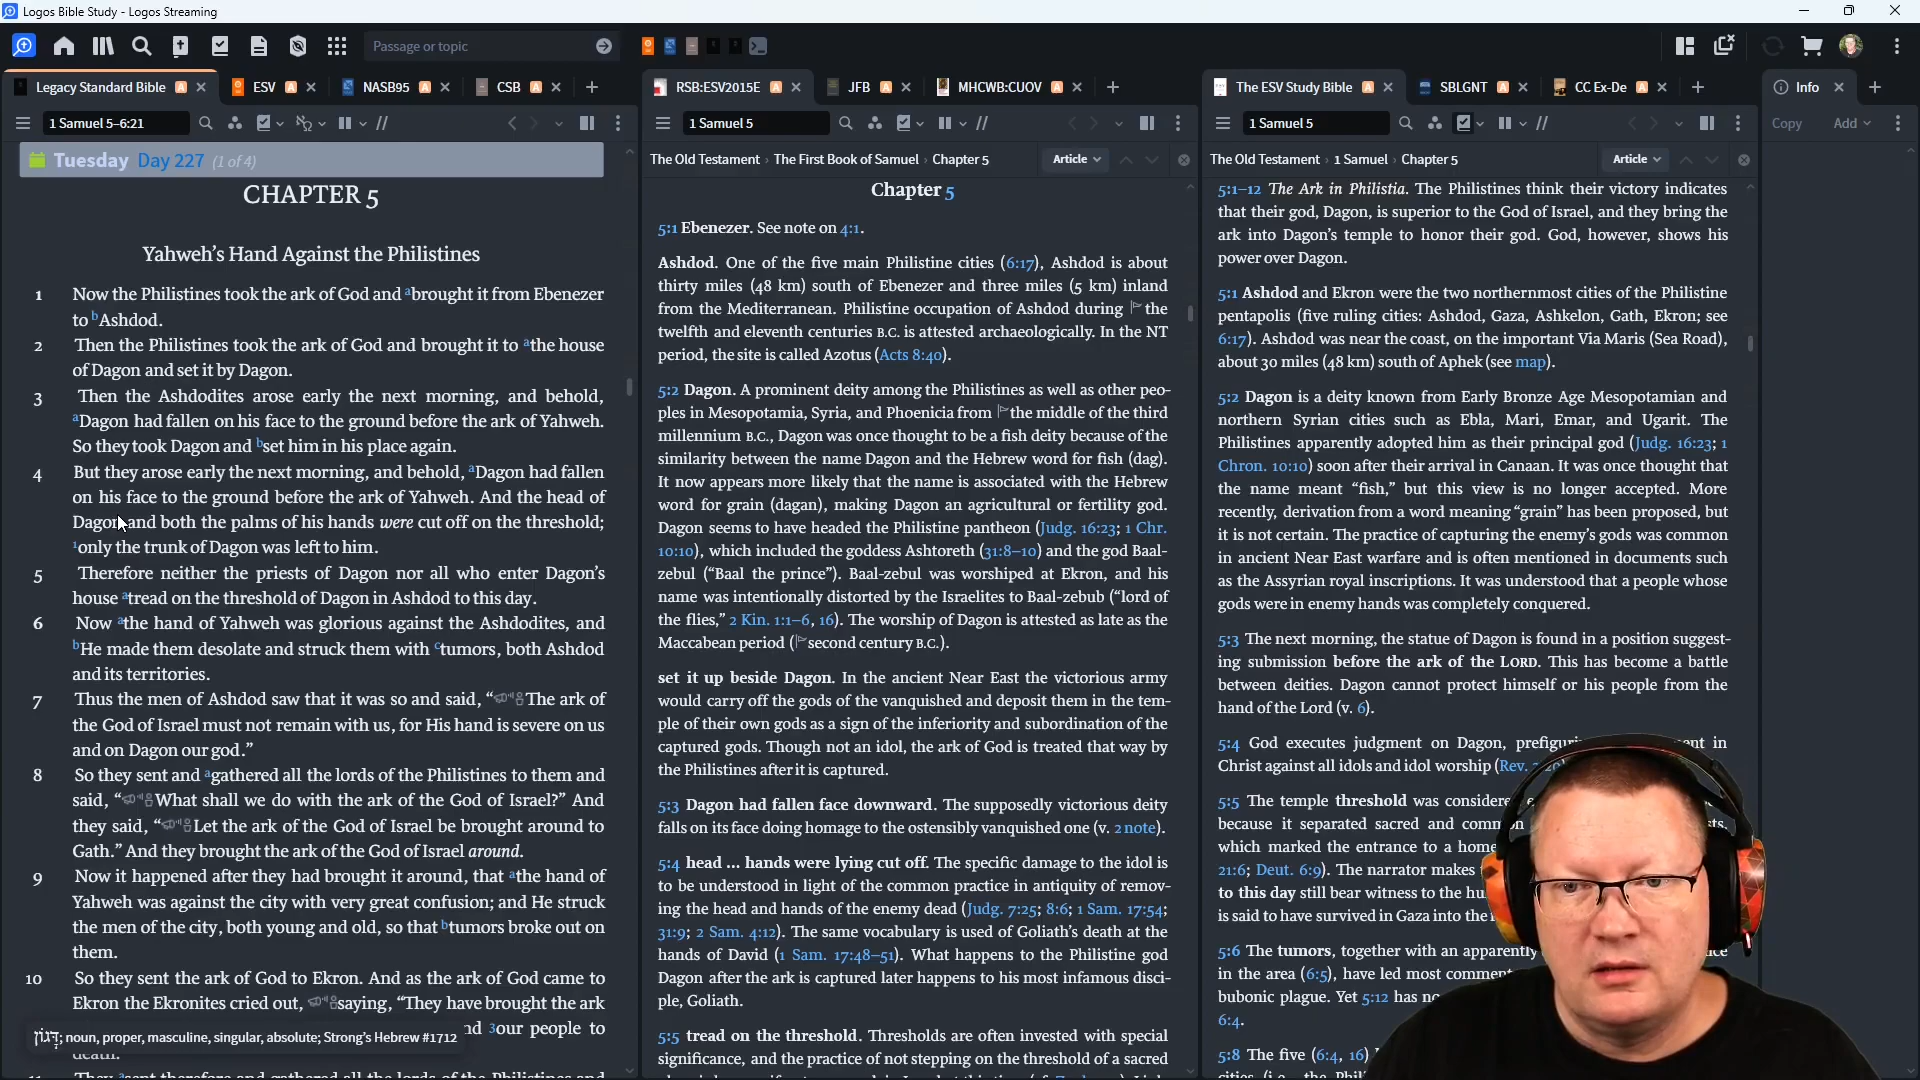 Logos Bible Study - Logos Streaming
Passage or topic
Legacy Standard Bible A
ESV A
NASB95 A
CSB A
RSB:ESV2015E A
JFB A
MHCWB:CUOV A
The ESV Study Bible A
SBLGNT A
CC Ex-De A
Info
1 Samuel 5–6:21
1 Samuel 5
1 Samuel 5
Copy
Add
Tuesday Day 227 (1 of 4)
CHAPTER 5
Yahweh’s Hand Against the Philistines
1 Now the Philistines took the ark of God and a brought it from Ebenezer
to b Ashdod.
2 Then the Philistines took the ark of God and brought it to a the house
of Dagon and set it by Dagon.
3 Then the Ashdodites arose early the next morning, and behold,
a Dagon had fallen on his face to the ground before the ark of Yahweh.
So they took Dagon and b set him in his place again.
4 But they arose early the next morning, and behold, a Dagon had fallen
on his face to the ground before the ark of Yahweh. And the head of
Dagon and both the palms of his hands were cut off on the threshold;
1 only the trunk of Dagon was left to him.
5 Therefore neither the priests of Dagon nor all who enter Dagon’s
house a tread on the threshold of Dagon in Ashdod to this day.
6 Now a the hand of Yahweh was glorious against the Ashdodites, and
b He made them desolate and struck them with c tumors, both Ashdod
and its territories.
7 Thus the men of Ashdod saw that it was so and said, “The ark of
the God of Israel must not remain with us, for His hand is severe on us
and on Dagon our god.”
8 So they sent and a gathered all the lords of the Philistines to them and
said, “What shall we do with the ark of the God of Israel?” And
they said, “Let the ark of the God of Israel be brought around to
Gath.” And they brought the ark of the God of Israel around.
9 Now it happened after they had brought it around, that a the hand of
Yahweh was against the city with very great confusion; and He struck
the men of the city, both young and old, so that b tumors broke out on
them.
10 So they sent the ark of God to Ekron. And as the ark of God came to
Ekron the Ekronites cried out, saying, “They have brought the ark
nd 3 our people to
דָּגוֹן; noun, proper, masculine, singular, absolute; Strong’s Hebrew #1712
death.
The Old Testament › The First Book of Samuel › Chapter 5
Article
Chapter 5
5:1 Ebenezer. See note on 4:1.
Ashdod. One of the five main Philistine cities (6:17), Ashdod is about
thirty miles (48 km) south of Ebenezer and three miles (5 km) inland
from the Mediterranean. Philistine occupation of Ashdod during the
twelfth and eleventh centuries B.C. is attested archaeologically. In the NT
period, the site is called Azotus (Acts 8:40).
5:2 Dagon. A prominent deity among the Philistines as well as other peo-
ples in Mesopotamia, Syria, and Phoenicia from the middle of the third
millennium B.C., Dagon was once thought to be a fish deity because of the
similarity between the name Dagon and the Hebrew word for fish (dag).
It now appears more likely that the name is associated with the Hebrew
word for grain (dagan), making Dagon an agricultural or fertility god.
Dagon seems to have headed the Philistine pantheon (Judg. 16:23; 1 Chr.
10:10), which included the goddess Ashtoreth (31:8–10) and the god Baal-
zebul (“Baal the prince”). Baal-zebul was worshiped at Ekron, and his
name was intentionally distorted by the Israelites to Baal-zebub (“lord of
the flies,” 2 Kin. 1:1–6, 16). The worship of Dagon is attested as late as the
Maccabean period (second century B.C.).
set it up beside Dagon. In the ancient Near East the victorious army
would carry off the gods of the vanquished and deposit them in the tem-
ple of their own gods as a sign of the inferiority and subordination of the
captured gods. Though not an idol, the ark of God is treated that way by
the Philistines after it is captured.
5:3 Dagon had fallen face downward. The supposedly victorious deity
falls on its face doing homage to the ostensibly vanquished one (v. 2 note).
5:4 head ... hands were lying cut off. The specific damage to the idol is
to be understood in light of the common practice in antiquity of remov-
ing the head and hands of the enemy dead (Judg. 7:25; 8:6; 1 Sam. 17:54;
31:9; 2 Sam. 4:12). The same vocabulary is used of Goliath’s death at the
hands of David (1 Sam. 17:48–51). What happens to the Philistine god
Dagon after the ark is captured later happens to his most infamous disci-
ple, Goliath.
5:5 tread on the threshold. Thresholds are often invested with special
significance, and the practice of not stepping on the threshold of a sacred
The Old Testament › 1 Samuel › Chapter 5
Article
5:1–12 The Ark in Philistia. The Philistines think their victory indicates
that their god, Dagon, is superior to the God of Israel, and they bring the
ark into Dagon’s temple to honor their god. God, however, shows his
power over Dagon.
5:1 Ashdod and Ekron were the two northernmost cities of the Philistine
pentapolis (five ruling cities: Ashdod, Gaza, Ashkelon, Gath, Ekron; see
6:17). Ashdod was near the coast, on the important Via Maris (Sea Road),
about 30 miles (48 km) south of Aphek (see map).
5:2 Dagon is a deity known from Early Bronze Age Mesopotamian and
northern Syrian cities such as Ebla, Mari, Emar, and Ugarit. The
Philistines apparently adopted him as their principal god (Judg. 16:23; 1
Chron. 10:10) soon after their arrival in Canaan. It was once thought that
the name meant “fish,” but this view is no longer accepted. More
recently, derivation from a word meaning “grain” has been proposed, but
it is not certain. The practice of capturing the enemy’s gods was common
in ancient Near East warfare and is often mentioned in documents such
as the Assyrian royal inscriptions. It was understood that a people whose
gods were in enemy hands was completely conquered.
5:3 The next morning, the statue of Dagon is found in a position suggest-
ing submission before the ark of the LORD. This has become a battle
between deities. Dagon cannot protect himself or his people from the
hand of the Lord (v. 6).
5:4 God executes judgment on Dagon,
Christ against all idols and idol worship (Rev.
5:5 The temple threshold was
because it separated sacred and
which marked the entrance to a home
21:6; Deut. 6:9). The narrator makes
to this day still bear witness to the
is said to have survived in Gaza into the
5:6 The tumors, together with an
in the area (6:5), have led most
bubonic plague. Yet 5:12 has
6:4.
5:8 The five (6:4, 16)